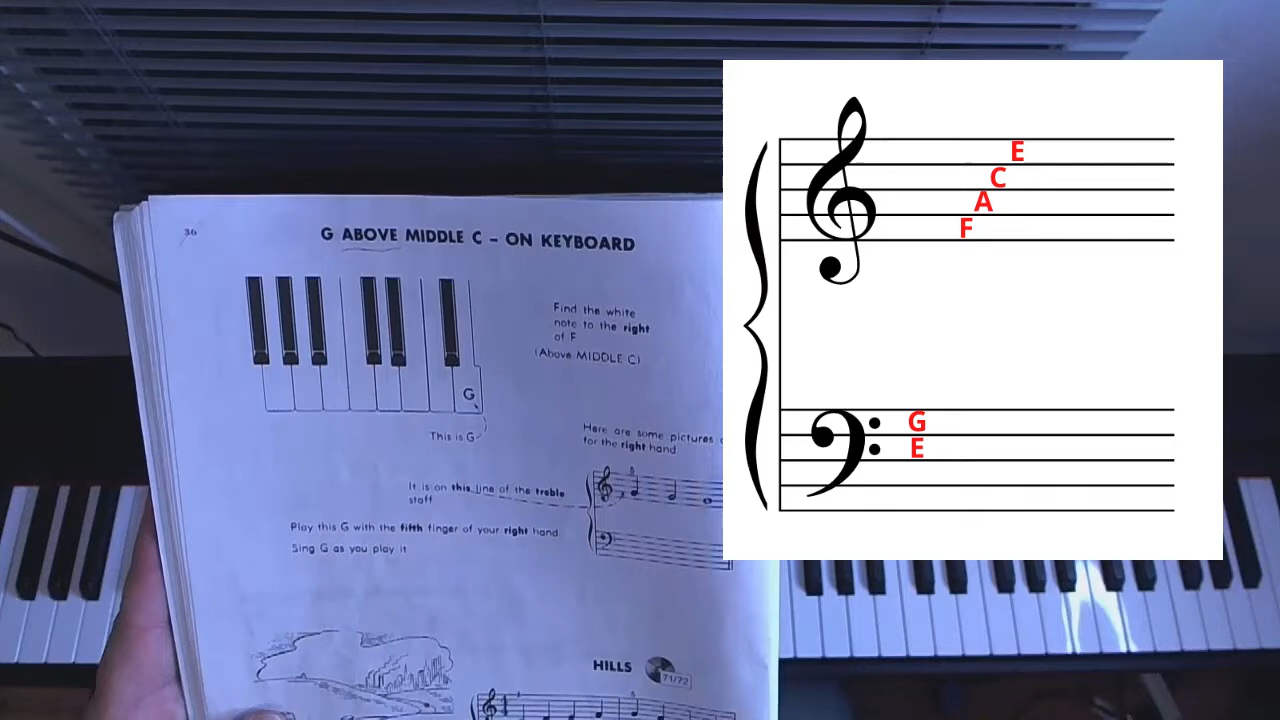 36
G ABOVE MIDDLE C – ON KEYBOARD
Find the white
note to the right
of F
(Above MIDDLE C)
G
This is G
Here are some pictures
for the right hand
It is on this line of the treble
staff
Play this G with the fifth finger of your right hand
Sing G as you play it
HILLS
71/72
E
C
A
F
G
E